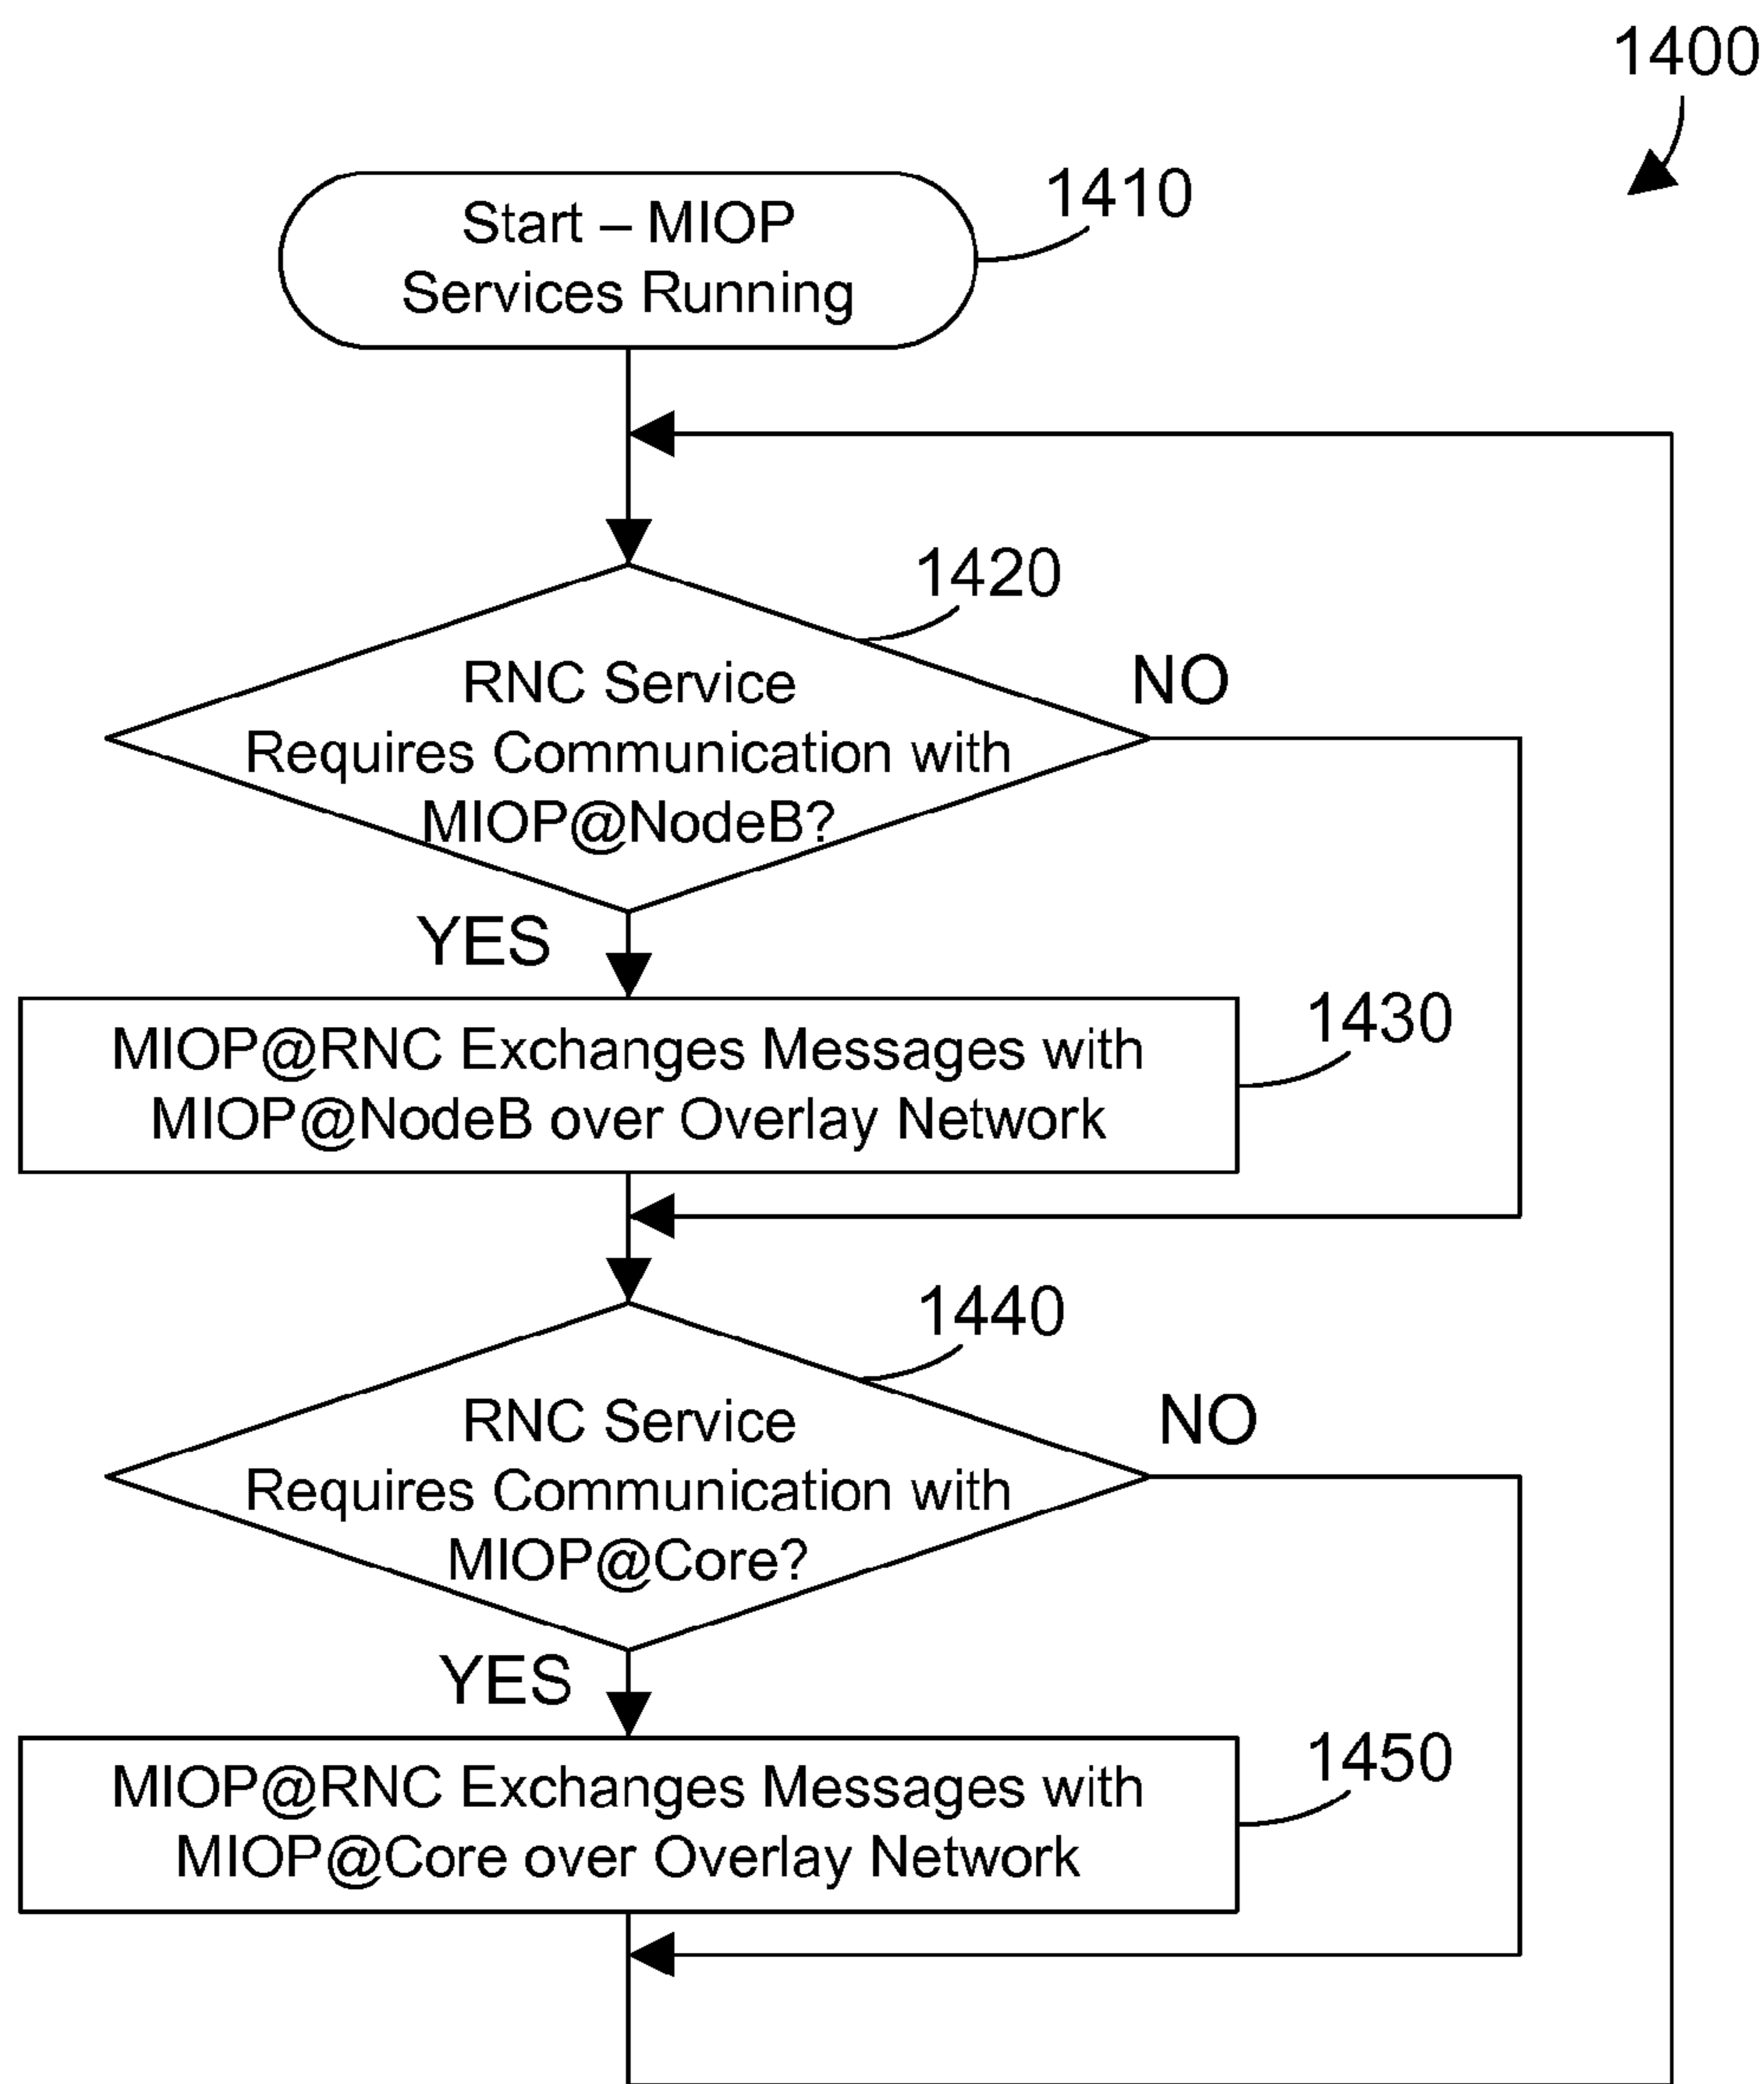 1400
1410
Start – MIOP
Services Running
1420
RNC Service
Requires Communication with
MIOP@NodeB?
NO
YES
1430
MIOP@RNC Exchanges Messages with
MIOP@NodeB over Overlay Network
1440
RNC Service
Requires Communication with
MIOP@Core?
NO
YES
1450
MIOP@RNC Exchanges Messages with
MIOP@Core over Overlay Network